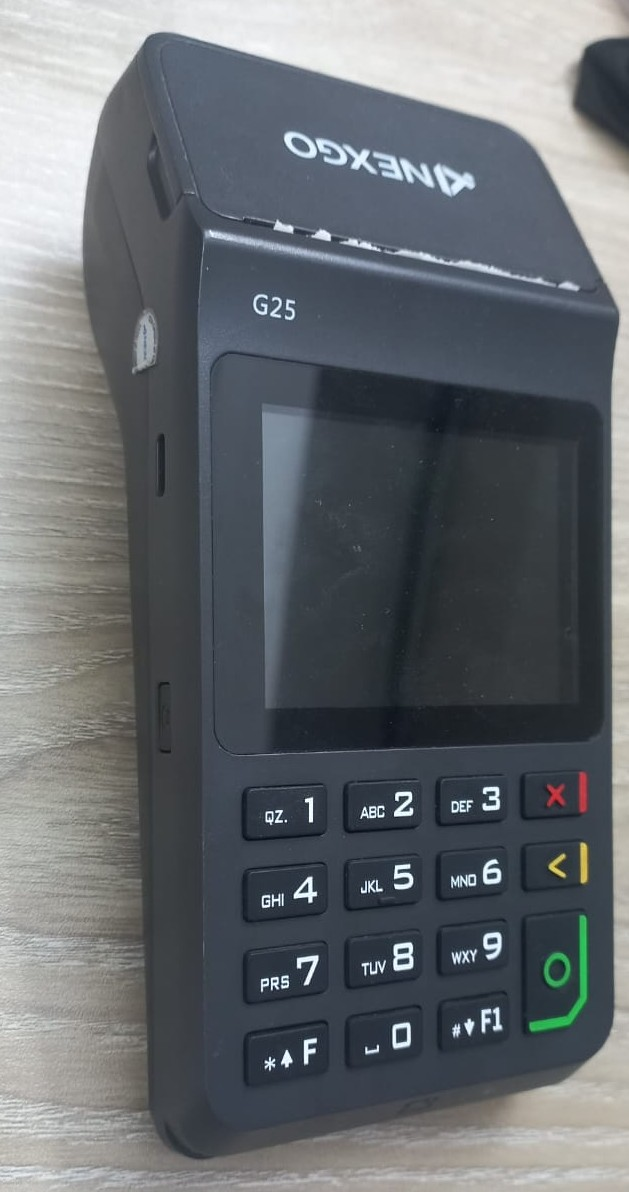 NEXGO
G25
QZ. 1 ABC 2 DEF 3 X
GHI 4 JKL 5 MNO 6 <
PRS 7 TUV 8 WXY 9 O
* F ␣ 0 # F1